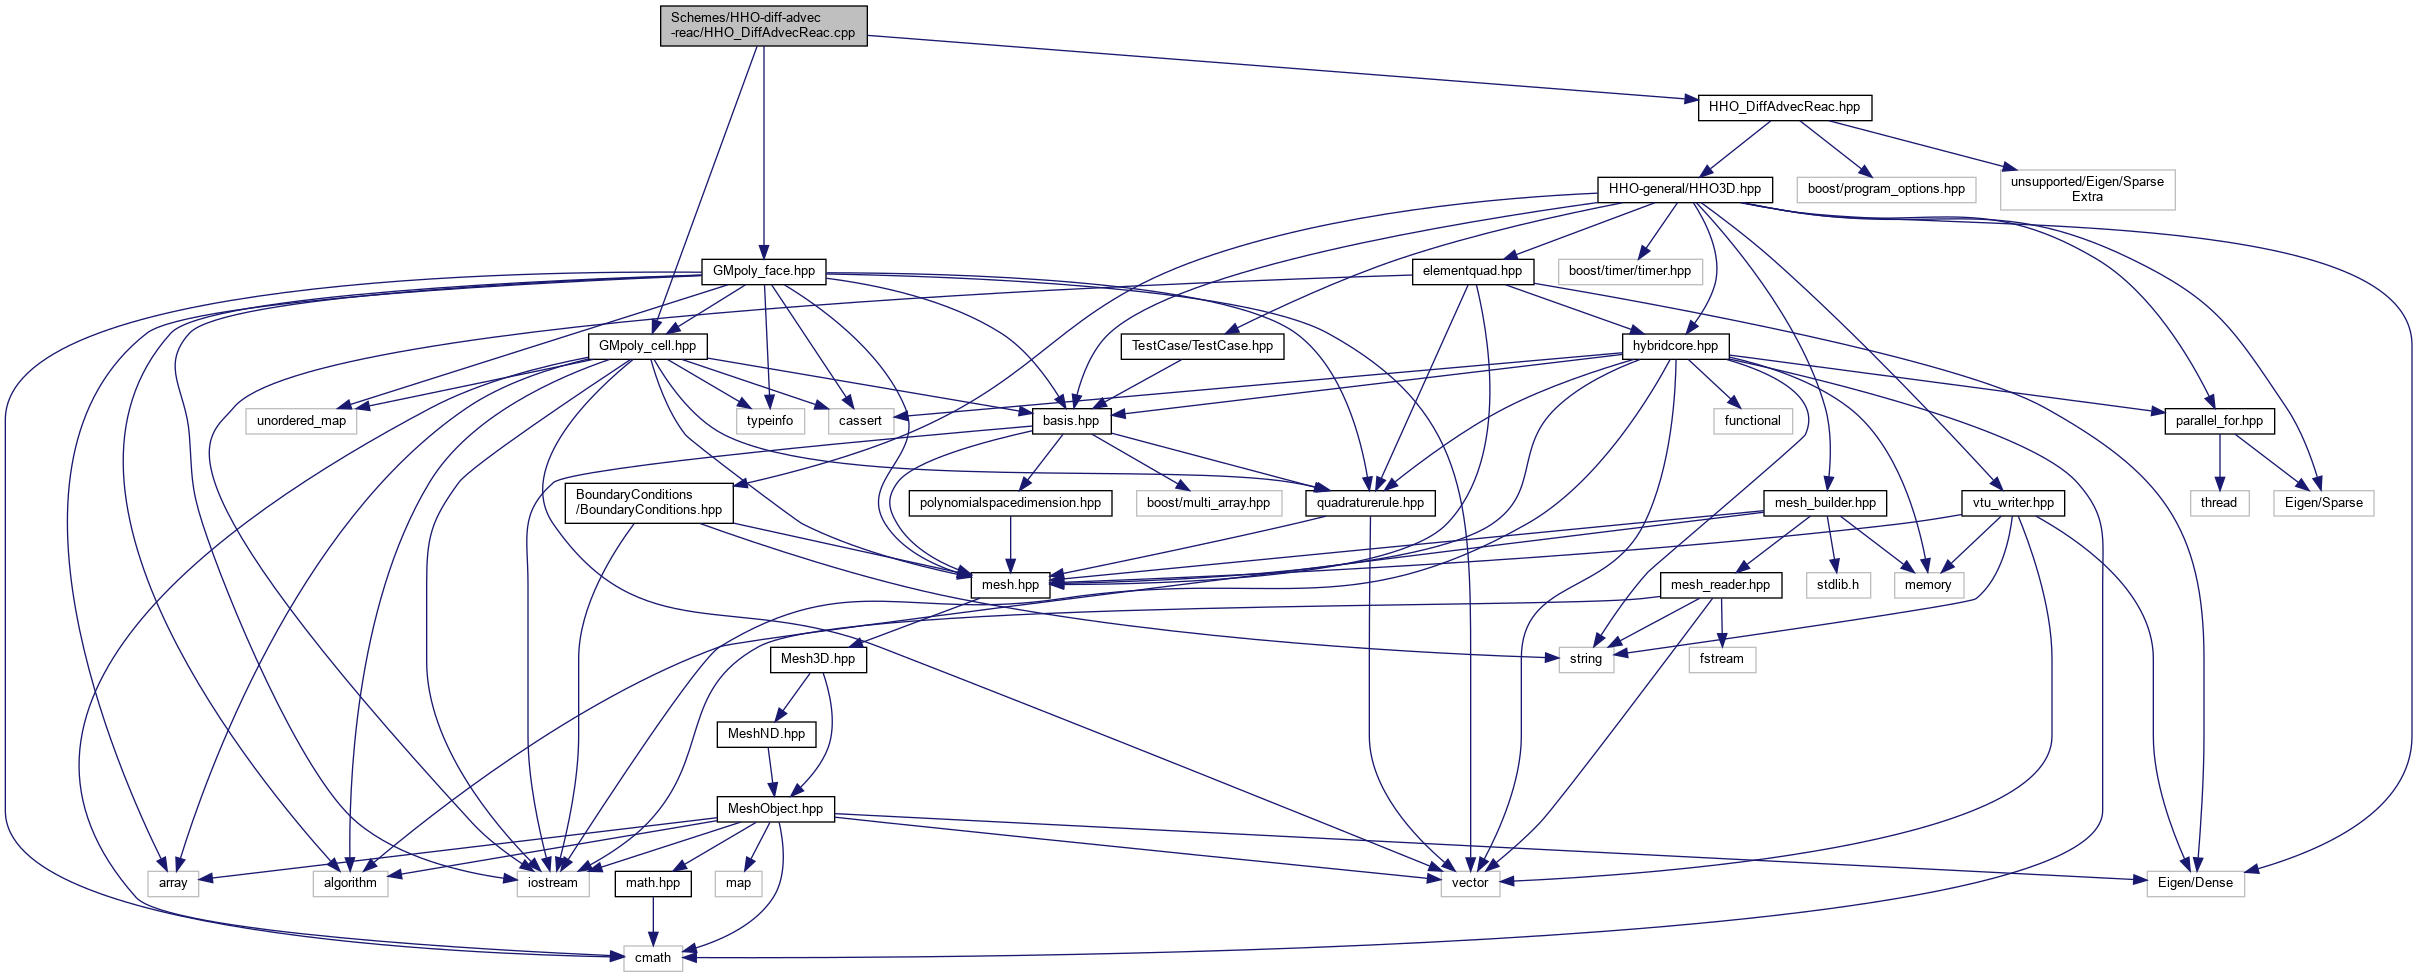 Schemes/HHO-diff-advec
-reac/HHO_DiffAdvecReac.cpp
HHO_DiffAdvecReac.hpp
HHO-general/HHO3D.hpp
boost/program_options.hpp
unsupported/Eigen/Sparse
Extra
GMpoly_face.hpp
elementquad.hpp
boost/timer/timer.hpp
GMpoly_cell.hpp
TestCase/TestCase.hpp
hybridcore.hpp
unordered_map
typeinfo
cassert
basis.hpp
functional
parallel_for.hpp
BoundaryConditions
/BoundaryConditions.hpp
polynomialspacedimension.hpp
boost/multi_array.hpp
quadraturerule.hpp
mesh_builder.hpp
vtu_writer.hpp
thread
Eigen/Sparse
mesh.hpp
mesh_reader.hpp
stdlib.h
memory
Mesh3D.hpp
string
fstream
MeshND.hpp
MeshObject.hpp
array
algorithm
iostream
math.hpp
map
vector
Eigen/Dense
cmath